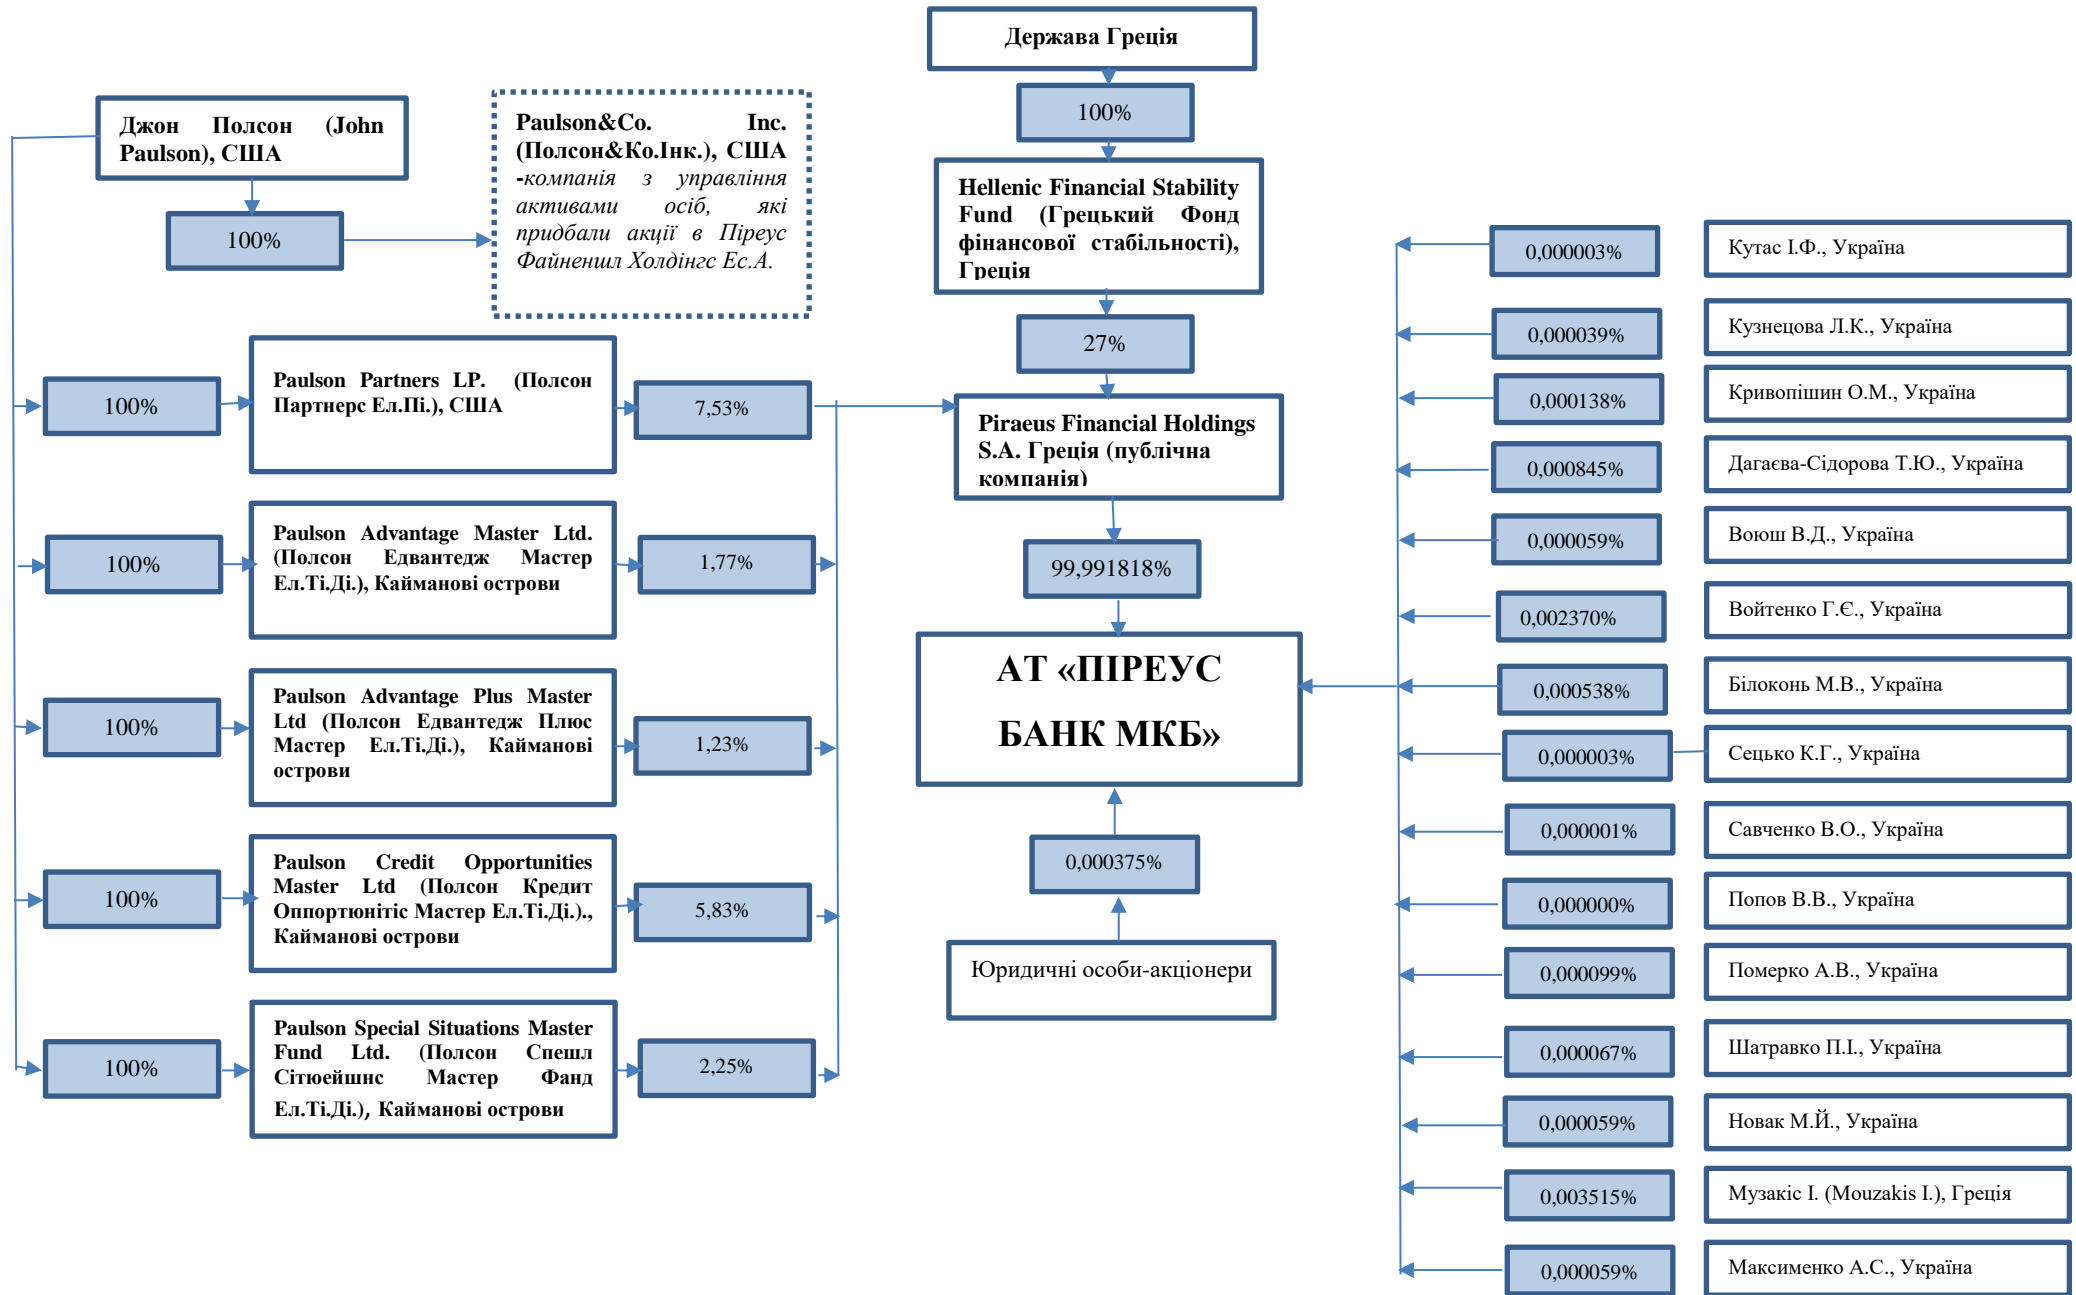 Держава Греція
100%
Джон Полсон (John
Paulson), США
100%
Paulson&Co. Inc.
(Полсон&Ко.Інк.), США
-компанія з управління
активами осіб, які
придбали акції в Піреус
Файненшл Холдінгс Ес.А.
Hellenic Financial Stability
Fund (Грецький Фонд
фінансової стабільності),
Греція
27%
100%
Paulson Partners LP. (Полсон
Партнерс Ел.Пі.), США
7,53%
Piraeus Financial Holdings
S.A. Греція (публічна
компанія)
100%
Paulson Advantage Master Ltd.
(Полсон Едвантедж Мастер
Ел.Ті.Ді.), Кайманові острови
1,77%
99,991818%
100%
Paulson Advantage Plus Master
Ltd (Полсон Едвантедж Плюс
Мастер Ел.Ті.Ді.), Кайманові
острови
1,23%
АТ «ПІРЕУС
БАНК МКБ»
100%
Paulson Credit Opportunities
Master Ltd (Полсон Кредит
Оппортюнітіс Мастер Ел.Ті.Ді.).,
Кайманові острови
5,83%
0,000375%
Юридичні особи-акціонери
100%
Paulson Special Situations Master
Fund Ltd. (Полсон Спешл
Сітюейшнс Мастер Фанд
Ел.Ті.Ді.), Кайманові острови
2,25%
0,000003% Кутас І.Ф., Україна
0,000039% Кузнецова Л.К., Україна
0,000138% Кривопішин О.М., Україна
0,000845% Дагаєва-Сідорова Т.Ю., Україна
0,000059% Воюш В.Д., Україна
0,002370% Войтенко Г.Є., Україна
0,000538% Білоконь М.В., Україна
0,000003% Сецько К.Г., Україна
0,000001% Савченко В.О., Україна
0,000000% Попов В.В., Україна
0,000099% Померко А.В., Україна
0,000067% Шатравко П.І., Україна
0,000059% Новак М.Й., Україна
0,003515% Музакіс І. (Mouzakis I.), Греція
0,000059% Максименко А.С., Україна